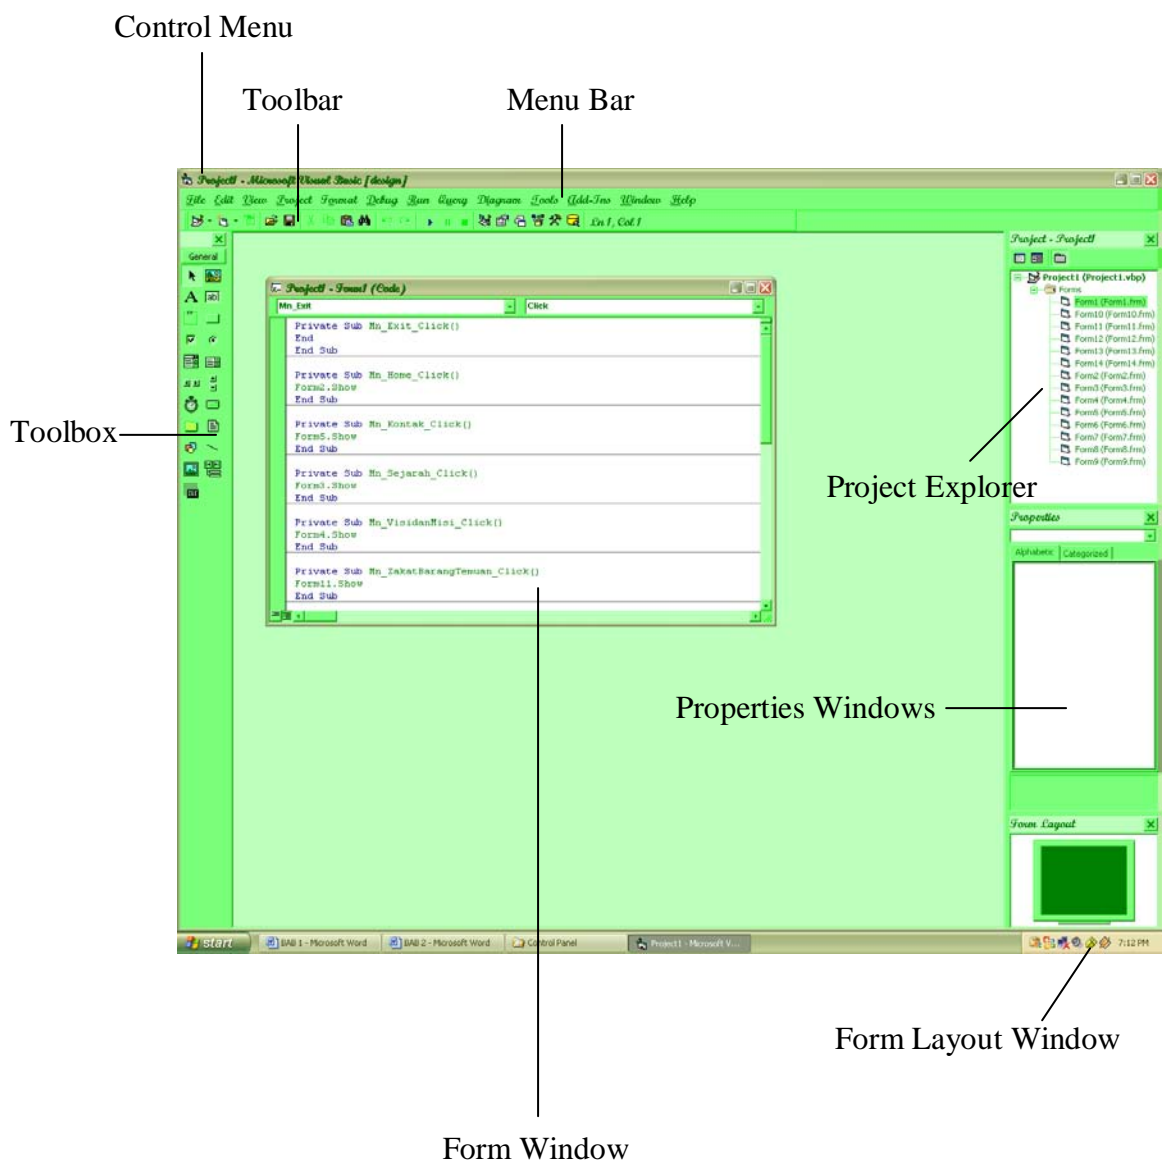 Control Menu
Toolbar
Menu Bar
Project1 - Microsoft Visual Basic [design]
File Edit View Project Format Debug Run Query Diagram Tools Add-Ins Window Help
Ln 1, Col 1
General
Project1 - Form1 (Code)
Mn_Exit
Click
Private Sub Mn_Exit_Click()
End
End Sub
Private Sub Mn_Home_Click()
Form2.Show
End Sub
Private Sub Mn_Kontak_Click()
Form5.Show
End Sub
Private Sub Mn_Sejarah_Click()
Form3.Show
End Sub
Private Sub Mn_VisidanMisi_Click()
Form4.Show
End Sub
Private Sub Mn_ZakatBarangTemuan_Click()
Form11.Show
End Sub
Toolbox
Project - Project1
Project1 (Project1.vbp)
Forms
Form1 (Form1.frm)
Form10 (Form10.frm)
Form11 (Form11.frm)
Form12 (Form12.frm)
Form13 (Form13.frm)
Form14 (Form14.frm)
Form2 (Form2.frm)
Form3 (Form3.frm)
Form4 (Form4.frm)
Form5 (Form5.frm)
Form6 (Form6.frm)
Form7 (Form7.frm)
Form8 (Form8.frm)
Form9 (Form9.frm)
Project Explorer
Properties
Alphabetic Categorized
Properties Windows
Form Layout
start
BAB 1 - Microsoft Word
BAB 2 - Microsoft Word
Control Panel
Project1 - Microsoft V...
7:12 PM
Form Layout Window
Form Window